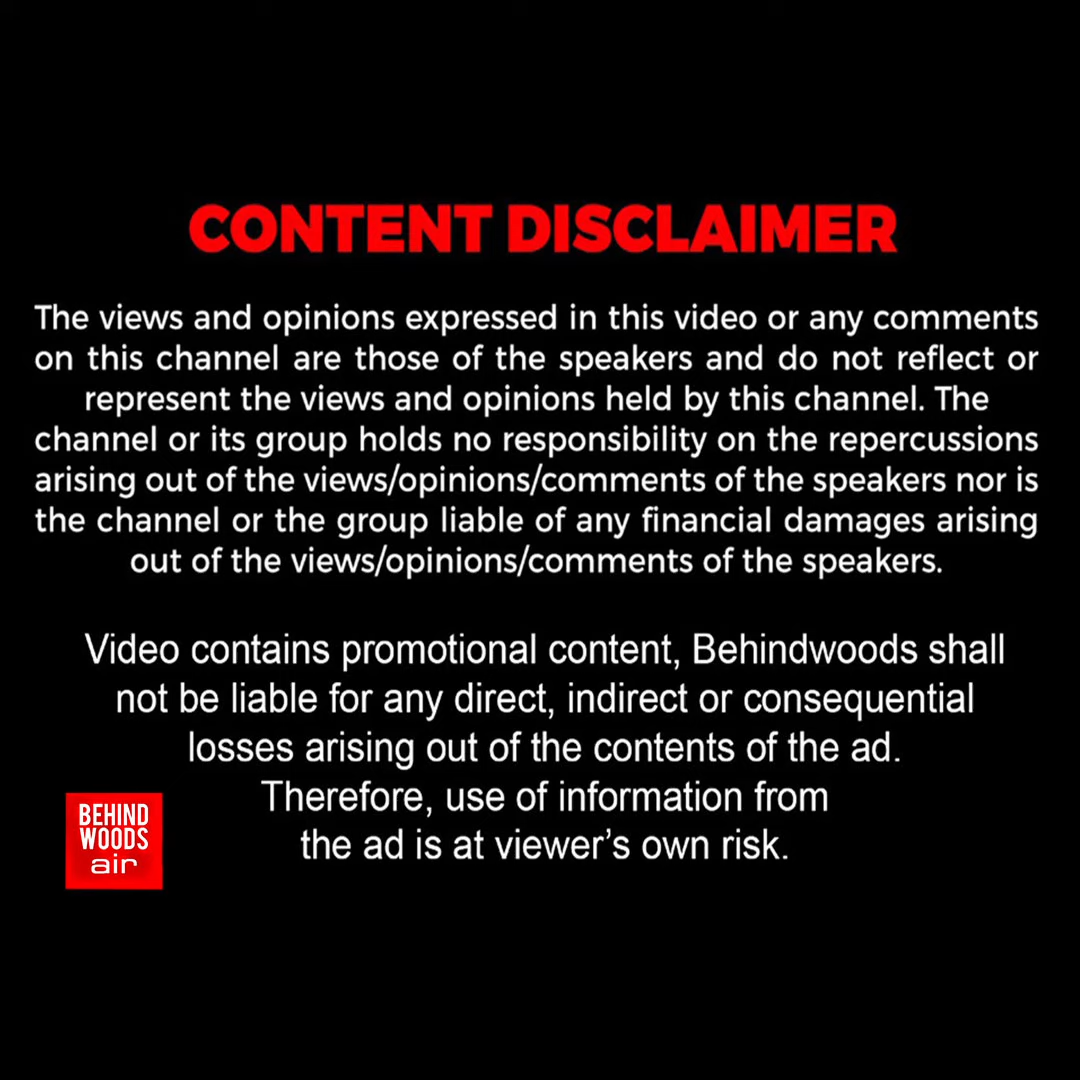 CONTENT DISCLAIMER
The views and opinions expressed in this video or any comments
on this channel are those of the speakers and do not reflect or
represent the views and opinions held by this channel. The
channel or its group holds no responsibility on the repercussions
arising out of the views/opinions/comments of the speakers nor is
the channel or the group liable of any financial damages arising
out of the views/opinions/comments of the speakers.
Video contains promotional content, Behindwoods shall
not be liable for any direct, indirect or consequential
losses arising out of the contents of the ad.
Therefore, use of information from
the ad is at viewer’s own risk.
BEHIND
WOODS
air